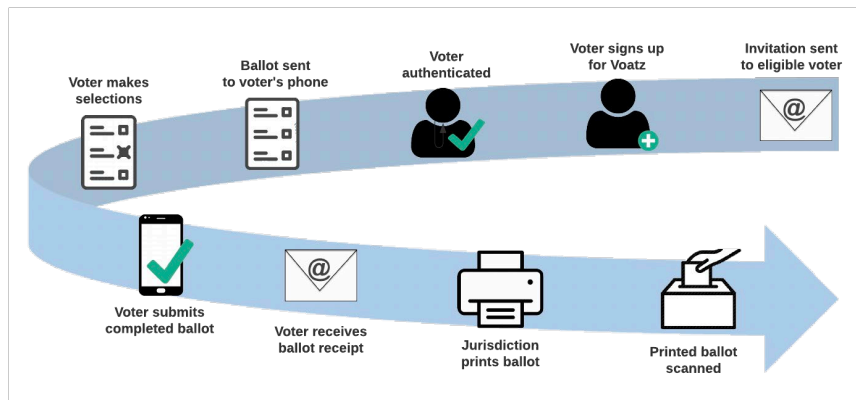 Voter makes
selections
Ballot sent
to voter's phone
Voter
authenticated
Voter signs up
for Voatz
Invitation sent
to eligible voter
@
Voter submits
completed ballot
@
Voter receives
ballot receipt
Jurisdiction
prints ballot
Printed ballot
scanned